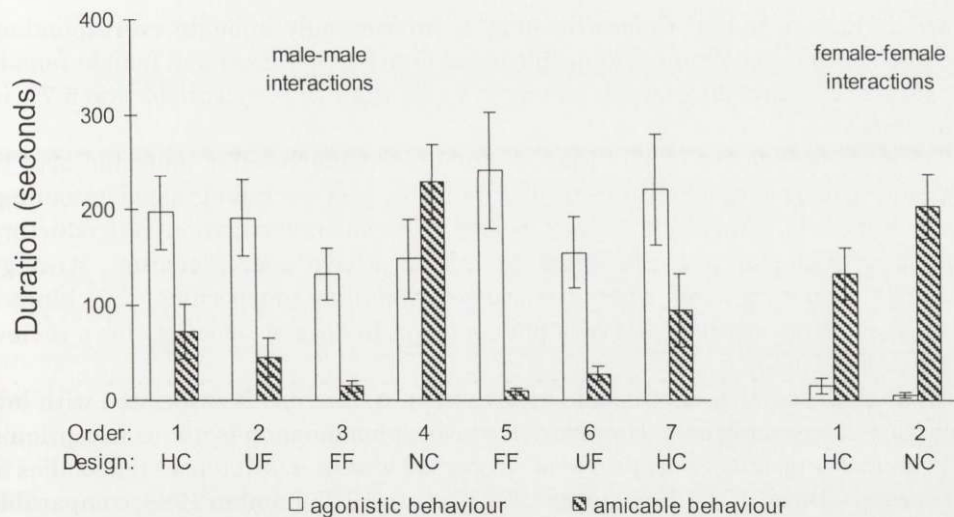 400
300
200
100
0
Duration (seconds)
male-male
interactions
female-female
interactions
Order: 1 2 3 4 5 6 7 1 2
Design: HC UF FF NC FF UF HC HC NC
agonistic behaviour amicable behaviour